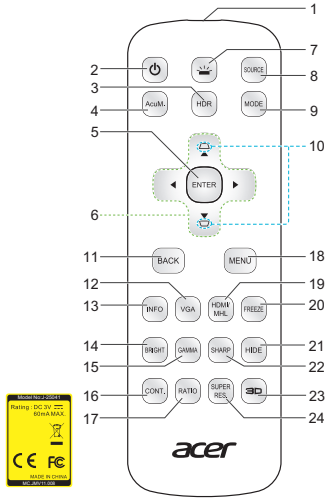 1
2
7
SOURCE
8
3
4
AcuM.
HDR
MODE
9
5
10
ENTER
6
11
BACK
MENU
18
12
19
13
INFO
VGA
HDMI/
MHL
FREEZE
20
14
BRIGHT
GAMMA
SHARP
HIDE
21
15
22
16
CONT.
RATIO
SUPER
RES.
3D
23
17
24
acer
Model No:J-25041
Rating : DC 3V
60mA MAX.
CE FC
MADE IN CHINA
MC.JMV11.008